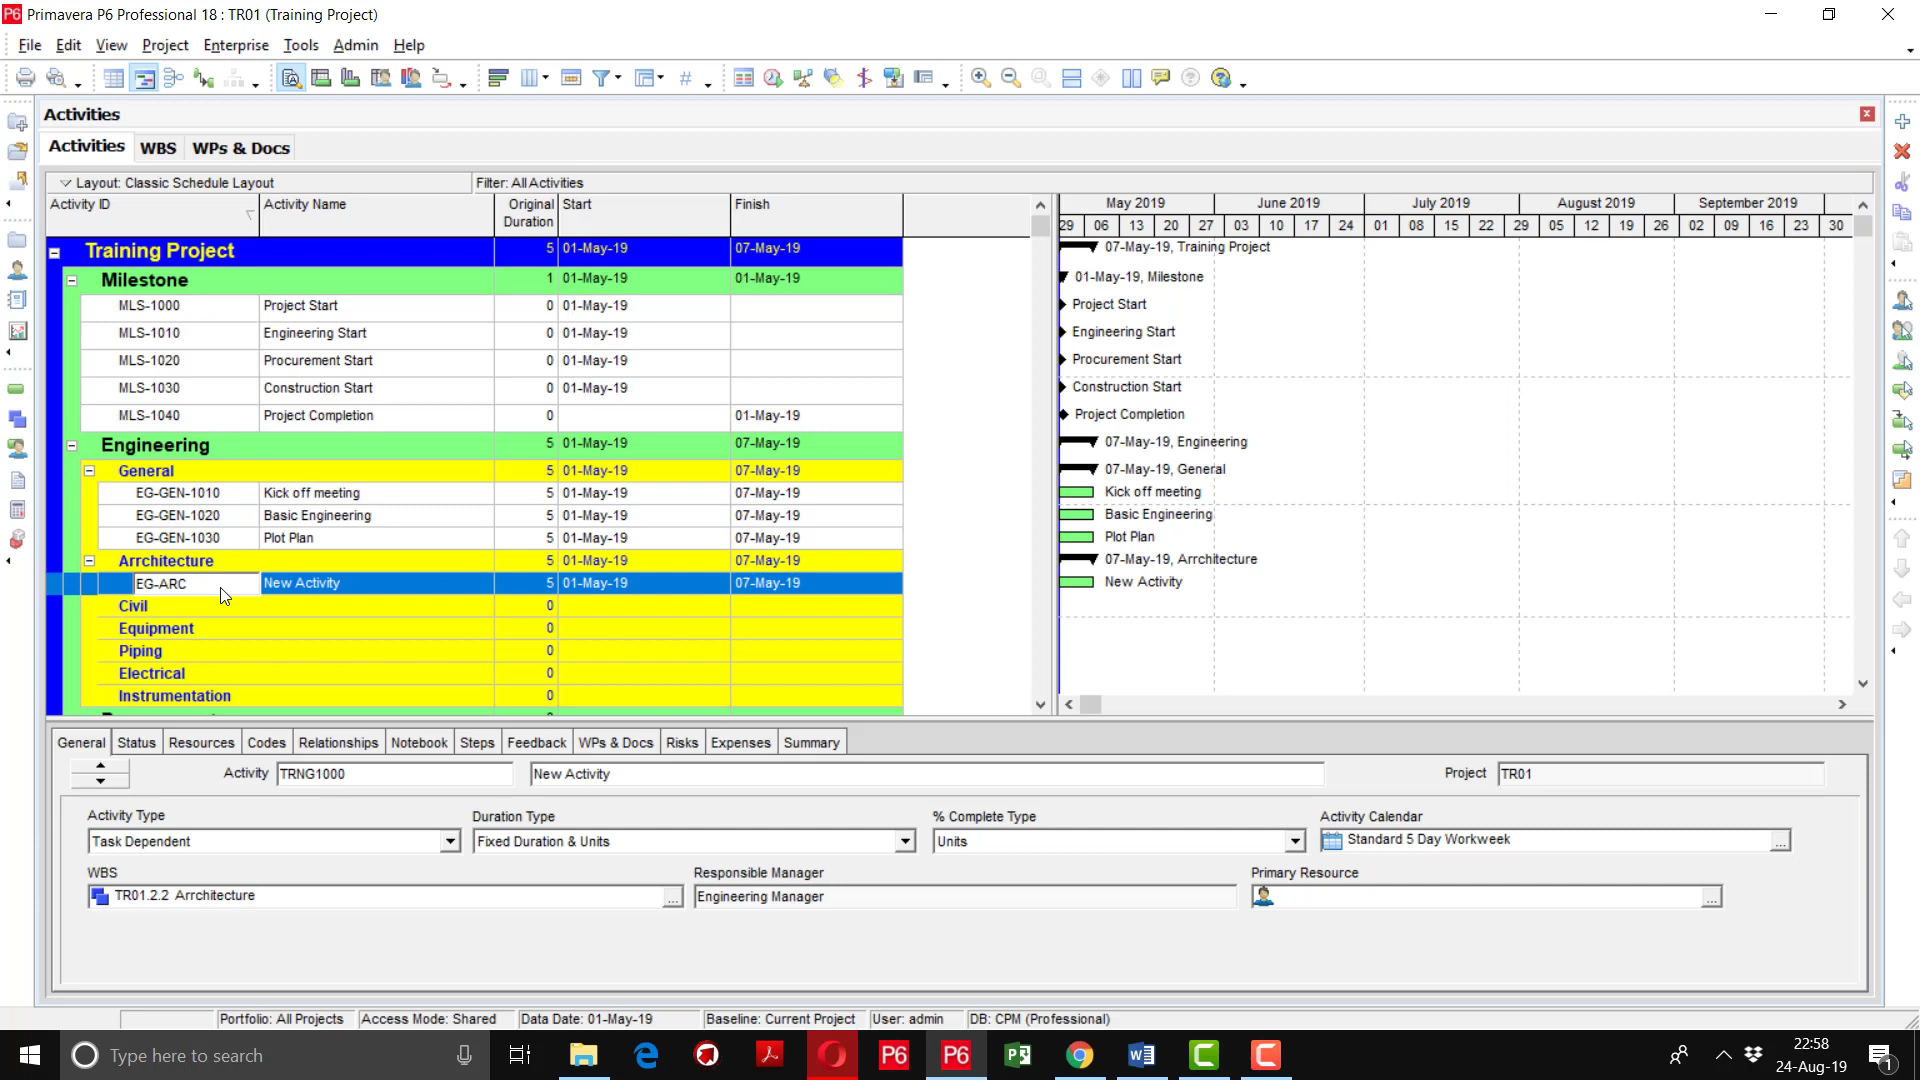 Primavera P6 Professional 18 : TR01 (Training Project)
File Edit View Project Enterprise Tools Admin Help
Activities
Activities WBS WPs & Docs
Layout: Classic Schedule Layout Filter: All Activities
Activity ID Activity Name Original Duration Start Finish
May 2019 June 2019 July 2019 August 2019 September 2019
29 06 13 20 27 03 10 17 24 01 08 15 22 29 05 12 19 26 02 09 16 23 30
Training Project 5 01-May-19 07-May-19 07-May-19, Training Project
Milestone 1 01-May-19 01-May-19 01-May-19, Milestone
MLS-1000 Project Start 0 01-May-19 Project Start
MLS-1010 Engineering Start 0 01-May-19 Engineering Start
MLS-1020 Procurement Start 0 01-May-19 Procurement Start
MLS-1030 Construction Start 0 01-May-19 Construction Start
MLS-1040 Project Completion 0 01-May-19 Project Completion
Engineering 5 01-May-19 07-May-19 07-May-19, Engineering
General 5 01-May-19 07-May-19 07-May-19, General
EG-GEN-1010 Kick off meeting 5 01-May-19 07-May-19 Kick off meeting
EG-GEN-1020 Basic Engineering 5 01-May-19 07-May-19 Basic Engineering
EG-GEN-1030 Plot Plan 5 01-May-19 07-May-19 Plot Plan
Arrchitecture 5 01-May-19 07-May-19 07-May-19, Arrchitecture
EG-ARC New Activity 5 01-May-19 07-May-19 New Activity
Civil 0
Equipment 0
Piping 0
Electrical 0
Instrumentation 0
General Status Resources Codes Relationships Notebook Steps Feedback WPs & Docs Risks Expenses Summary
Activity TRNG1000 New Activity Project TR01
Activity Type Duration Type % Complete Type Activity Calendar
Task Dependent Fixed Duration & Units Units Standard 5 Day Workweek ...
WBS Responsible Manager Primary Resource
TR01.2.2 Arrchitecture ... Engineering Manager ...
Portfolio: All Projects Access Mode: Shared Data Date: 01-May-19 Baseline: Current Project User: admin DB: CPM (Professional)
Type here to search
P6 P6
22:58
24-Aug-19
1